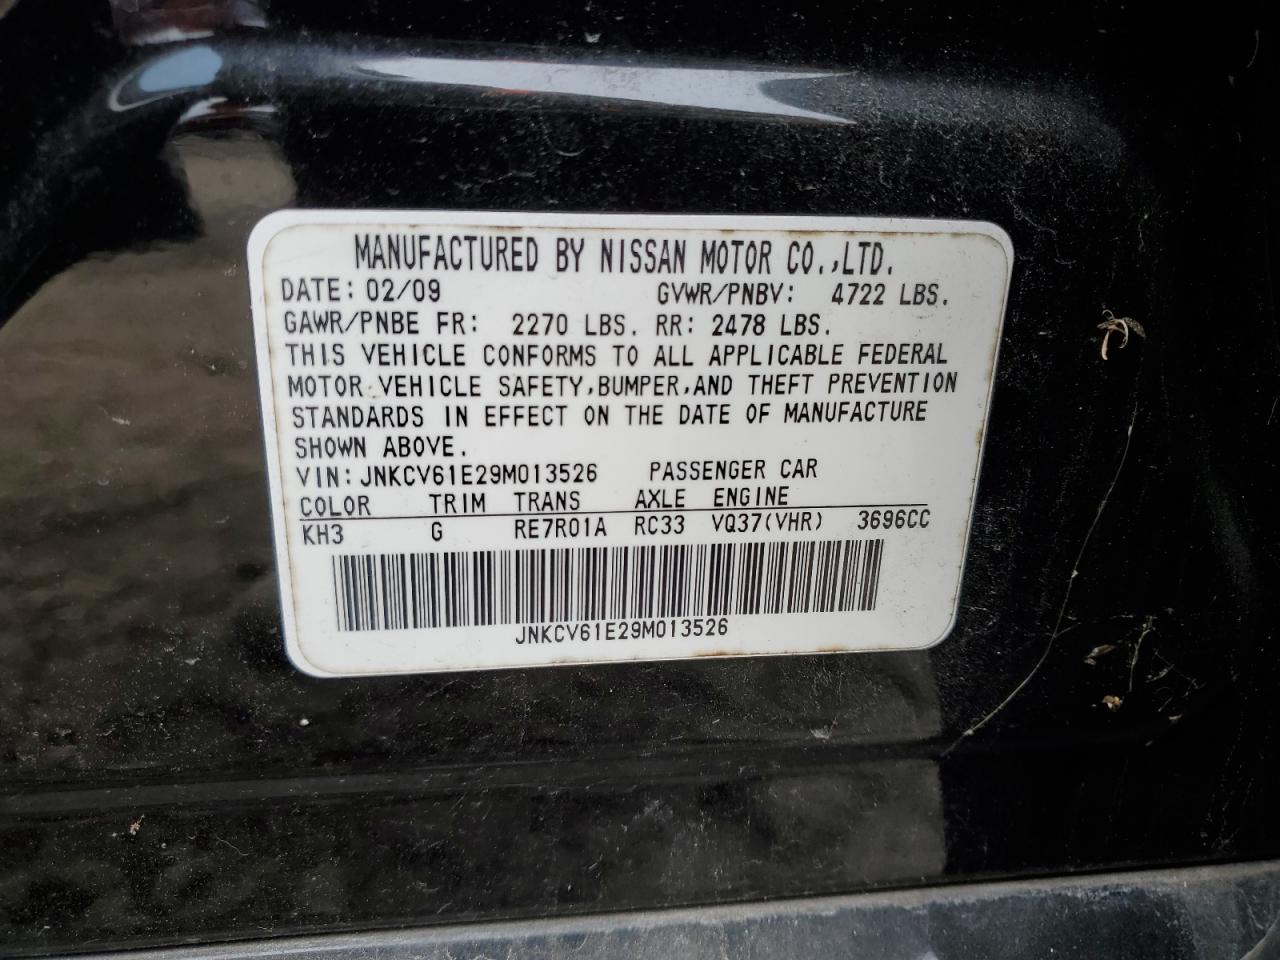 MANUFACTURED BY NISSAN MOTOR CO.,LTD.
DATE: 02/09 GVWR/PNBV: 4722 LBS.
GAWR/PNBE FR: 2270 LBS. RR: 2478 LBS.
THIS VEHICLE CONFORMS TO ALL APPLICABLE FEDERAL
MOTOR VEHICLE SAFETY,BUMPER,AND THEFT PREVENTION
STANDARDS IN EFFECT ON THE DATE OF MANUFACTURE
SHOWN ABOVE.
VIN:JNKCV61E29M013526 PASSENGER CAR
COLOR TRIM TRANS AXLE ENGINE
KH3 G RE7R01A RC33 VQ37(VHR) 3696CC
JNKCV61E29M013526